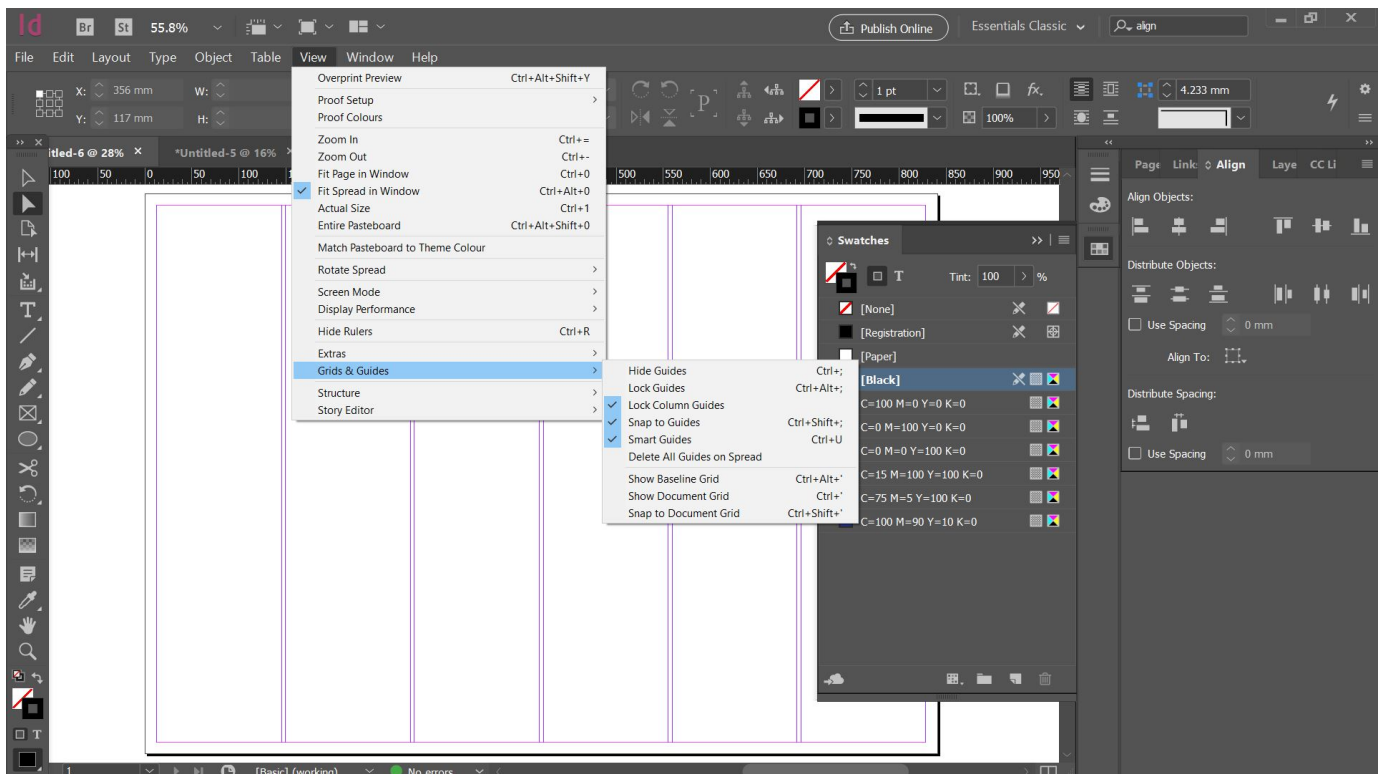 Id Br St 55.8% Publish Online Essentials Classic align
File Edit Layout Type Object Table View Window Help
X: 356 mm W: 1 pt 4.233 mm
Y: 117 mm H: 100%
itled-6 @ 28% × *Untitled-5 @ 16%
100 50 0 50 100 500 550 600 650 700 750 800 850 900 950
Overprint Preview Ctrl+Alt+Shift+Y
Proof Setup
Proof Colours
Zoom In Ctrl+=
Zoom Out Ctrl+-
Fit Page in Window Ctrl+0
Fit Spread in Window Ctrl+Alt+0
Actual Size Ctrl+1
Entire Pasteboard Ctrl+Alt+Shift+0
Match Pasteboard to Theme Colour
Rotate Spread
Screen Mode
Display Performance
Hide Rulers Ctrl+R
Extras
Grids & Guides
Structure
Story Editor
Hide Guides Ctrl+;
Lock Guides Ctrl+Alt+;
Lock Column Guides
Snap to Guides Ctrl+Shift+;
Smart Guides Ctrl+U
Delete All Guides on Spread
Show Baseline Grid Ctrl+Alt+'
Show Document Grid Ctrl+'
Snap to Document Grid Ctrl+Shift+'
Swatches
T Tint: 100 > %
[None]
[Registration]
[Paper]
[Black]
C=100 M=0 Y=0 K=0
C=0 M=100 Y=0 K=0
C=0 M=0 Y=100 K=0
C=15 M=100 Y=100 K=0
C=75 M=5 Y=100 K=0
C=100 M=90 Y=10 K=0
Page Link Align Laye CC Li
Align Objects:
Distribute Objects:
Use Spacing 0 mm
Align To:
Distribute Spacing:
Use Spacing 0 mm
1 [Basic] (working) No errors